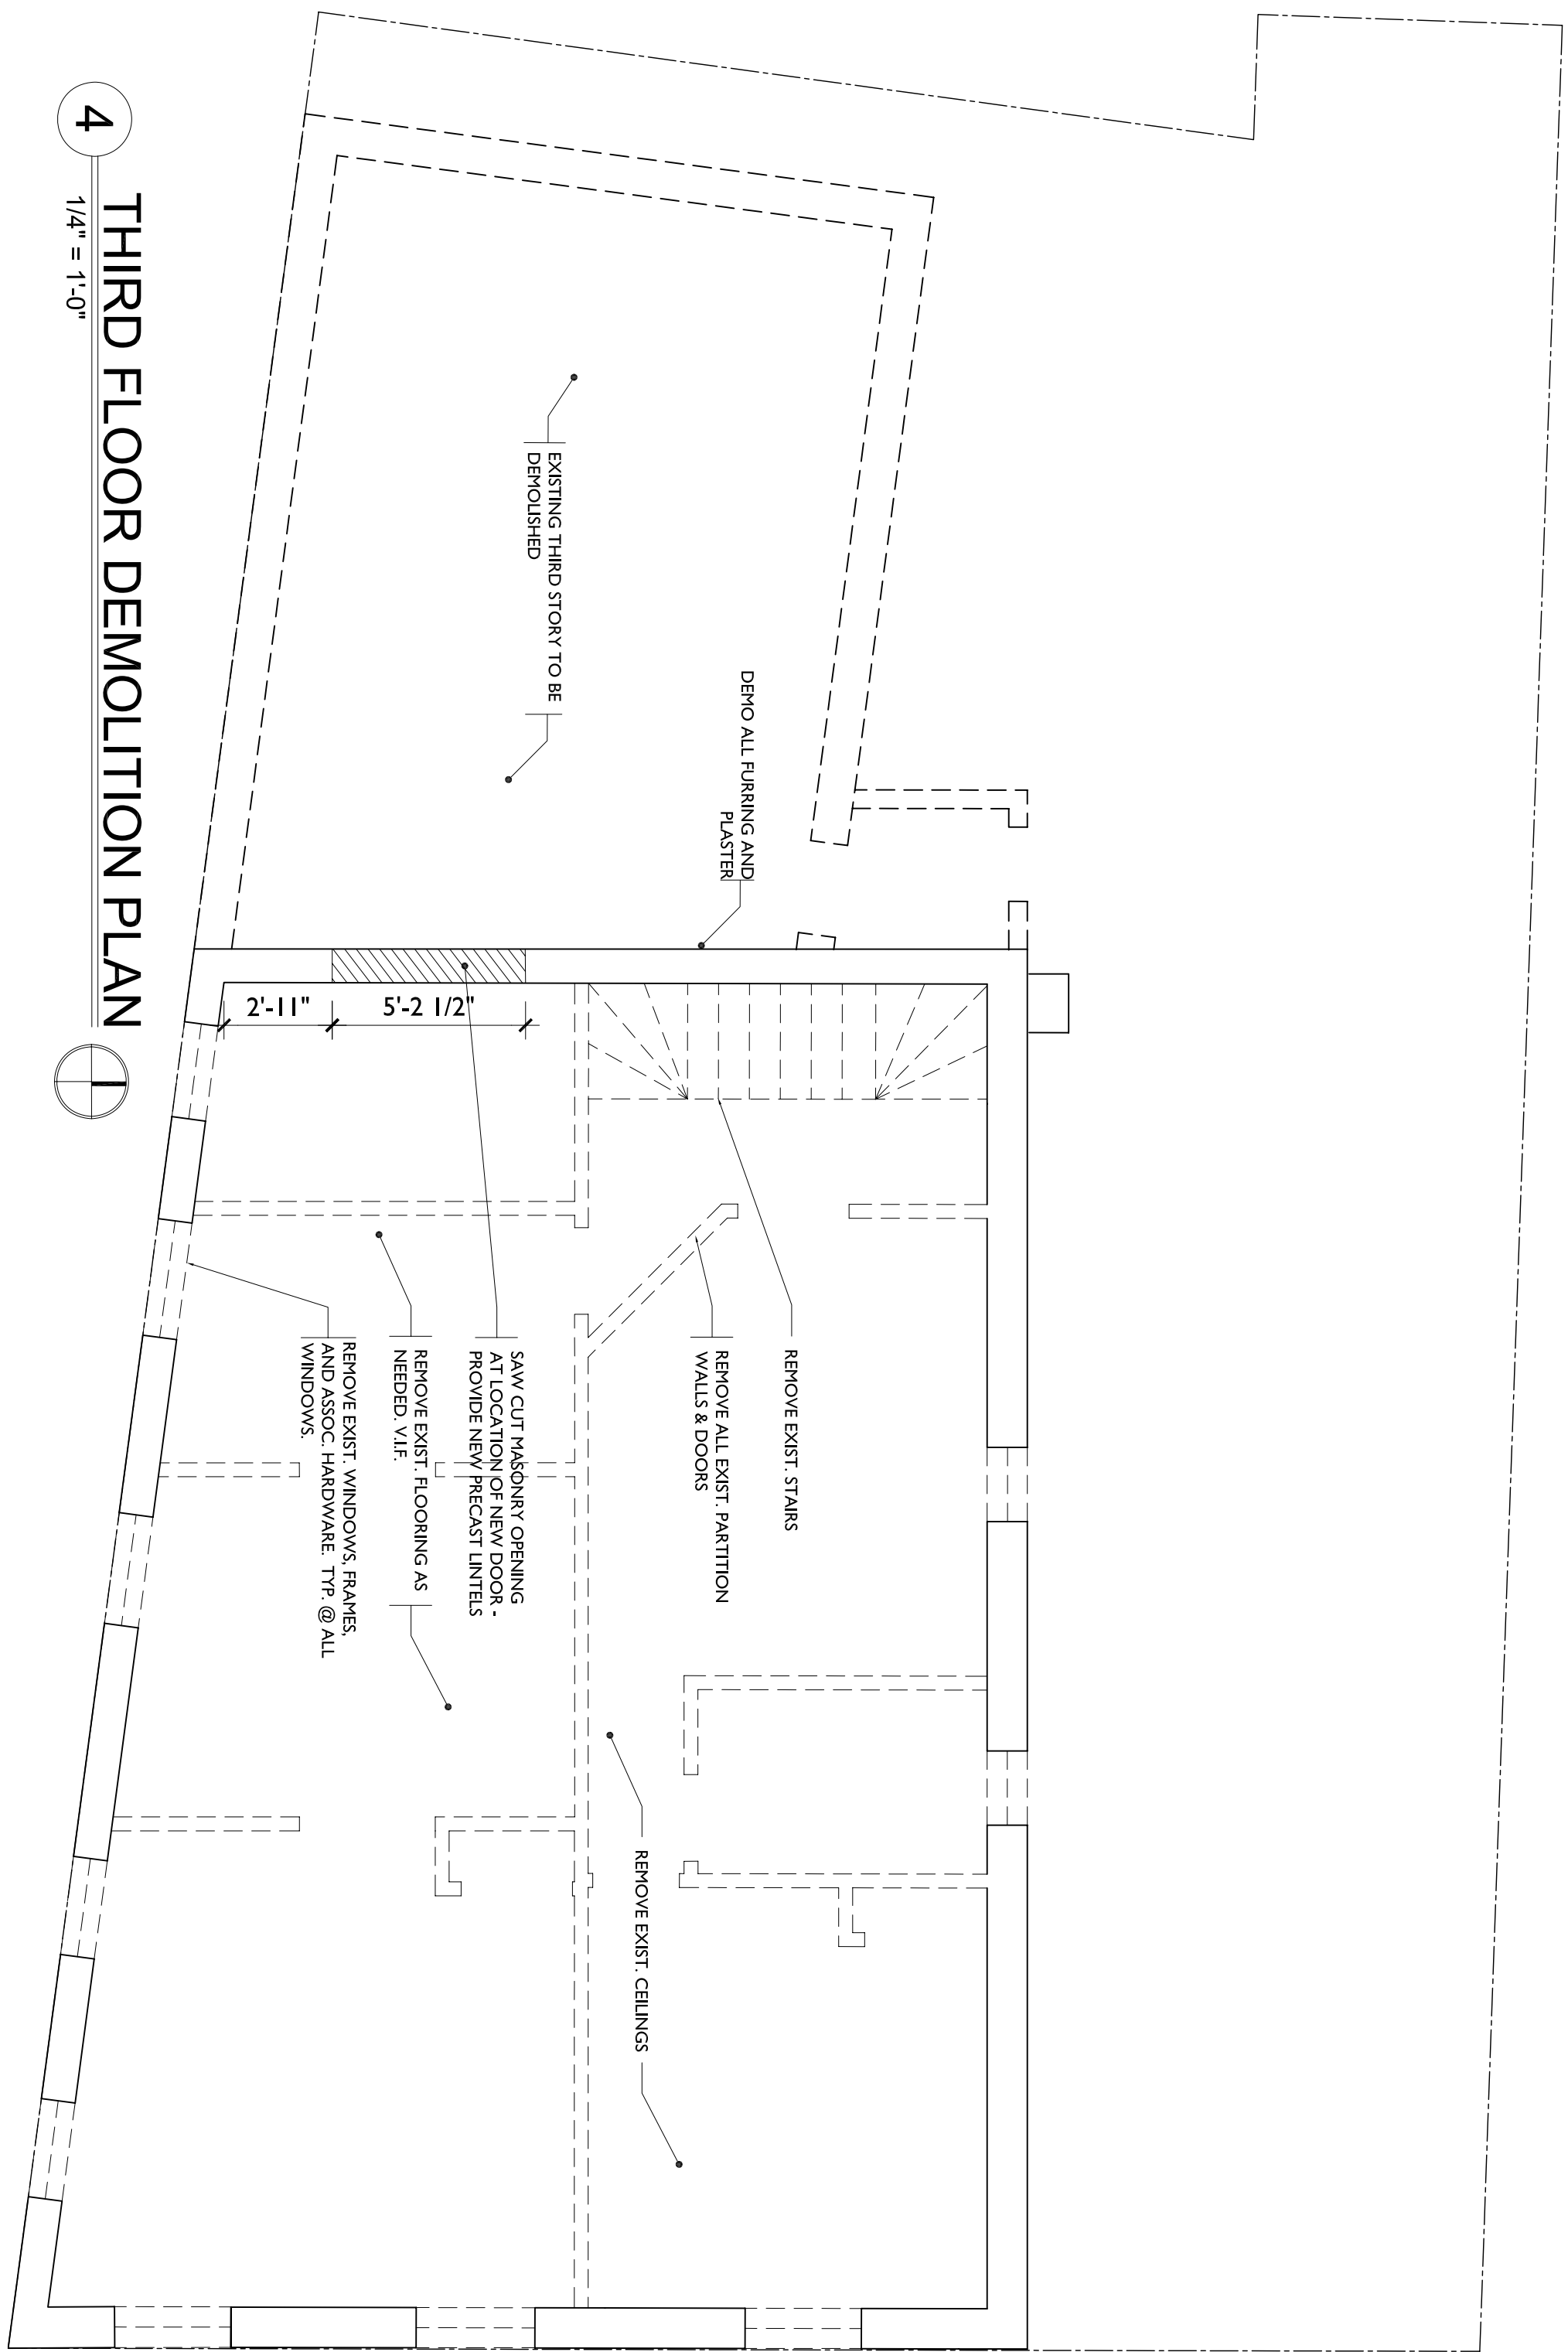 EXISTING THIRD STORY TO BE
DEMOLISHED
DEMO ALL FURRING AND
PLASTER
2'-11"
5'-2 1/2"
REMOVE EXIST. STAIRS
REMOVE ALL EXIST. PARTITION
WALLS & DOORS
SAW CUT MASONRY OPENING
AT LOCATION OF NEW DOOR -
PROVIDE NEW PRECAST LINTELS
REMOVE EXIST. FLOORING AS
NEEDED. V.I.F.
REMOVE EXIST. WINDOWS, FRAMES,
AND ASSOC. HARDWARE. TYP. @ ALL
WINDOWS.
REMOVE EXIST. CEILINGS
4
THIRD FLOOR DEMOLITION PLAN
1/4" = 1'-0"